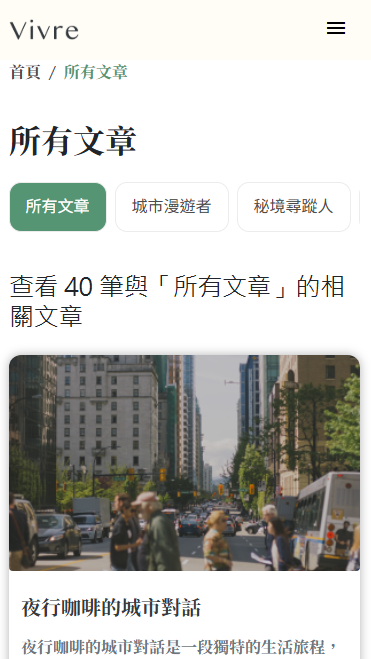 Vivre
首頁 / 所有文章
所有文章
所有文章 城市漫遊者 秘境尋蹤人
查看 40 筆與「所有文章」的相
關文章
夜行咖啡的城市對話
夜行咖啡的城市對話是一段獨特的生活旅程，